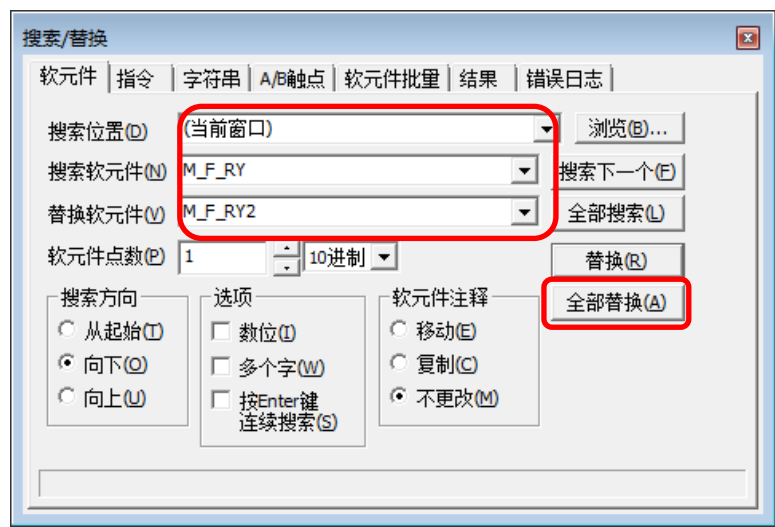 搜索/替换
软元件 指令 字符串 A/B触点 软元件批量 结果 错误日志
搜索位置(D) (当前窗口) 浏览(B)...
搜索软元件(N) M_F_RY 搜索下一个(F)
替换软元件(V) M_F_RY2 全部搜索(L)
软元件点数(P) 1 10进制 替换(R)
全部替换(A)
搜索方向 选项 软元件注释
从起始(T) 数位(I) 移动(E)
向下(O) 多个字(W) 复制(C)
向上(U) 按Enter键 不更改(M)
连续搜索(S)